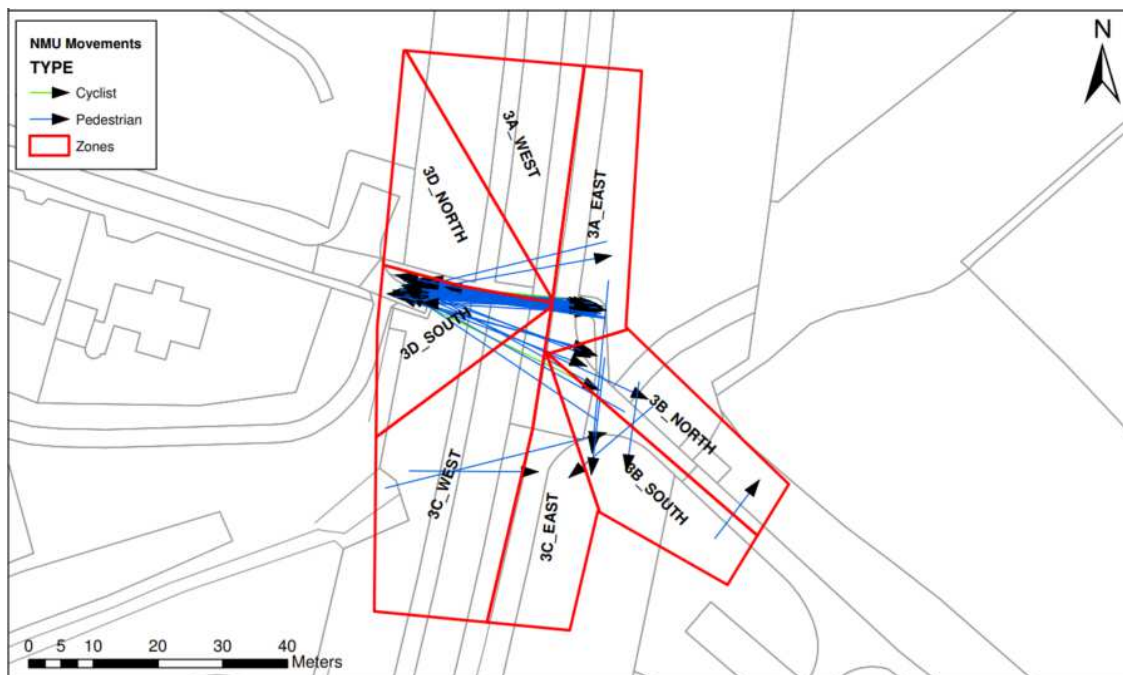 NMU Movements
TYPE
Cyclist
Pedestrian
Zones
N
3A_WEST
3D_NORTH
3A_EAST
3D_SOUTH
3B_NORTH
3C_WEST
3B_SOUTH
3C_EAST
0 5 10 20 30 40
Meters